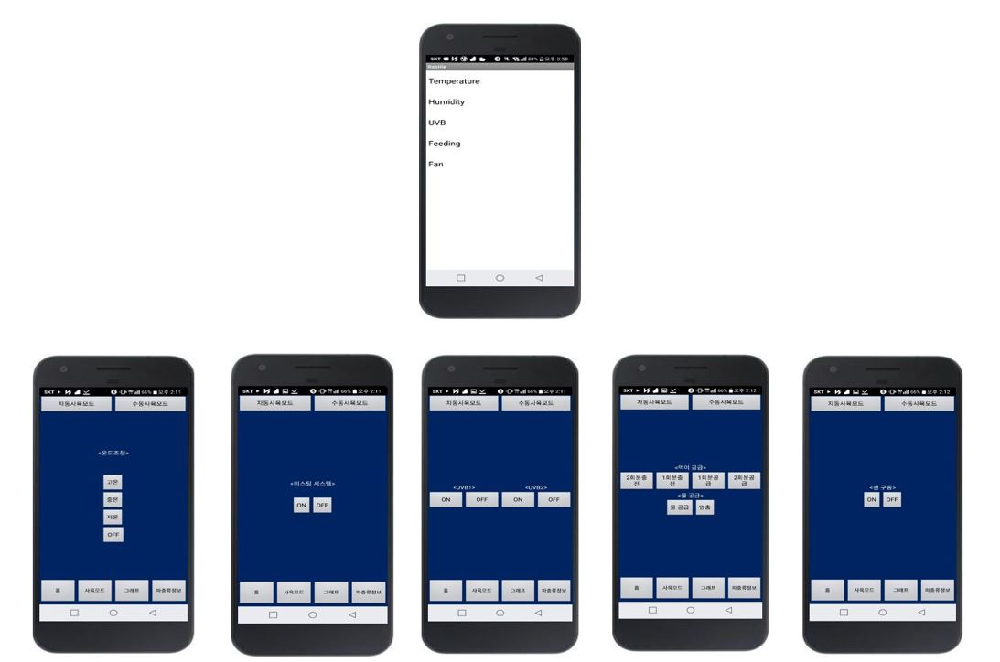 SKT 28% 오후 3:58
Reptile
Temperature
Humidity
UVB
Feeding
Fan
SKT 66% 오후 2:11
자동사육모드 수동사육모드
<온도조절>
고온
중온
저온
OFF
홈 사육모드 그래프 파충류정보
SKT 66% 오후 2:11
자동사육모드 수동사육모드
<미스팅 시스템>
ON OFF
홈 사육모드 그래프 파충류정보
SKT 66% 오후 2:11
자동사육모드 수동사육모드
<UVB1> <UVB2>
ON OFF ON OFF
홈 사육모드 그래프 파충류정보
SKT 66% 오후 2:12
자동사육모드 수동사육모드
<먹이 공급>
2회분충전 1회분충전 1회분공급 2회분공급
<물 공급>
물 공급 멈춤
홈 사육모드 그래프 파충류정보
SKT 66% 오후 2:12
자동사육모드 수동사육모드
<팬 구동>
ON OFF
홈 사육모드 그래프 파충류정보